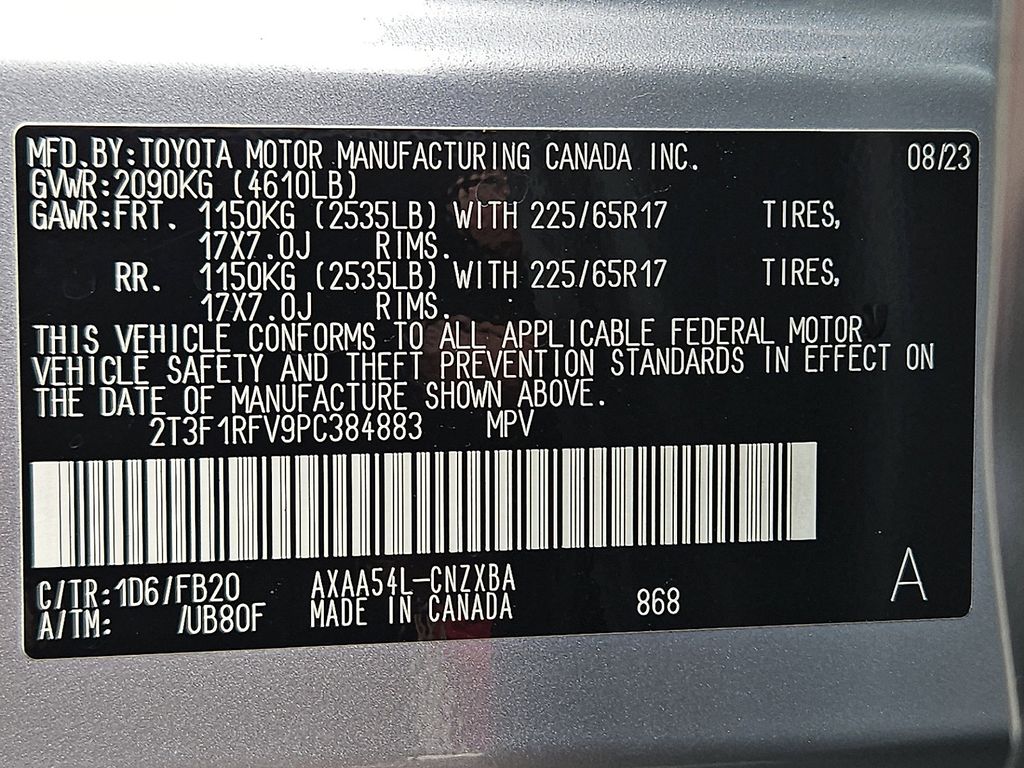 MFD.BY:TOYOTA MOTOR MANUFACTURING CANADA INC. 08/23
GVWR:2090KG (4610LB)
GAWR:FRT. 1150KG (2535LB) WITH 225/65R17 TIRES,
17X7.0J RIMS.
RR. 1150KG (2535LB) WITH 225/65R17 TIRES,
17X7.0J RIMS.
THIS VEHICLE CONFORMS TO ALL APPLICABLE FEDERAL MOTOR
VEHICLE SAFETY AND THEFT PREVENTION STANDARDS IN EFFECT ON
THE DATE OF MANUFACTURE SHOWN ABOVE.
2T3F1RFV9PC384883 MPV
C/TR:1D6/FB20 AXAA54L-CNZXBA
A/TM: /UB80F MADE IN CANADA 868 A